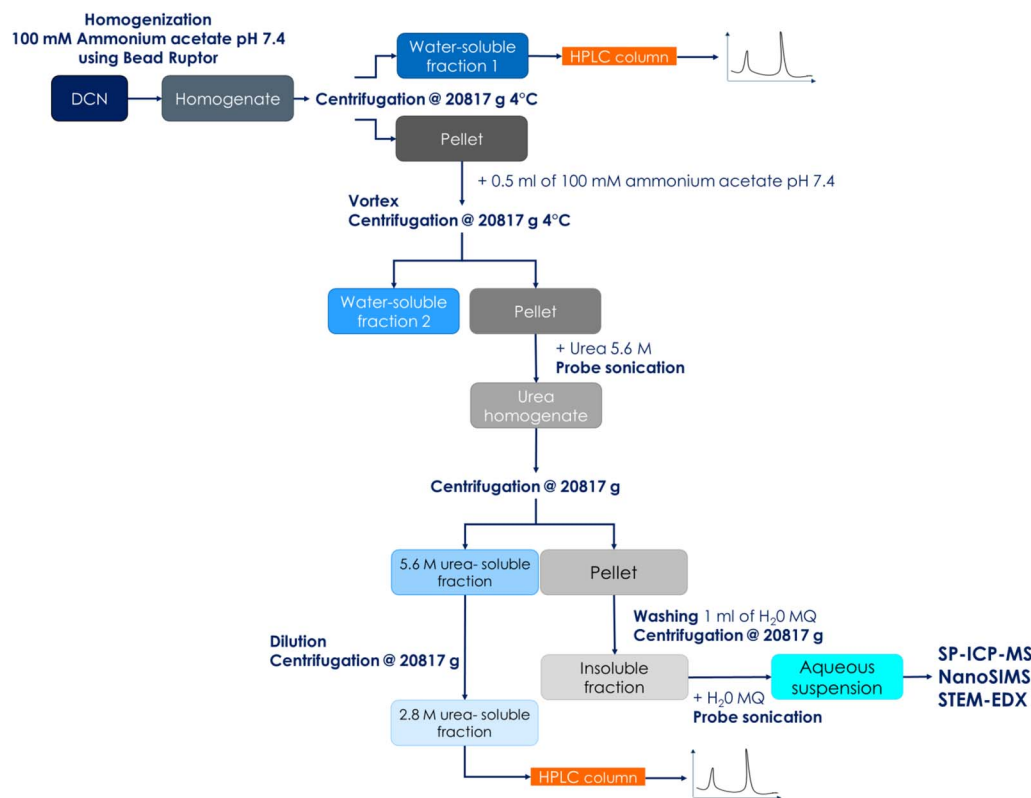 Homogenization
100 mM Ammonium acetate pH 7.4
using Bead Ruptor
DCN
Homogenate
Centrifugation @ 20817 g 4°C
Water-soluble
fraction 1
HPLC column
Pellet
+ 0.5 ml of 100 mM ammonium acetate pH 7.4
Vortex
Centrifugation @ 20817 g 4°C
Water-soluble
fraction 2
Pellet
+ Urea 5.6 M
Probe sonication
Urea
homogenate
Centrifugation @ 20817 g
5.6 M urea- soluble
fraction
Pellet
Dilution
Centrifugation @ 20817 g
Washing 1 ml of H₂0 MQ
Centrifugation @ 20817 g
Insoluble
fraction
+ H₂0 MQ
Probe sonication
Aqueous
suspension
SP-ICP-MS
NanoSIMS
STEM-EDX
2.8 M urea- soluble
fraction
HPLC column